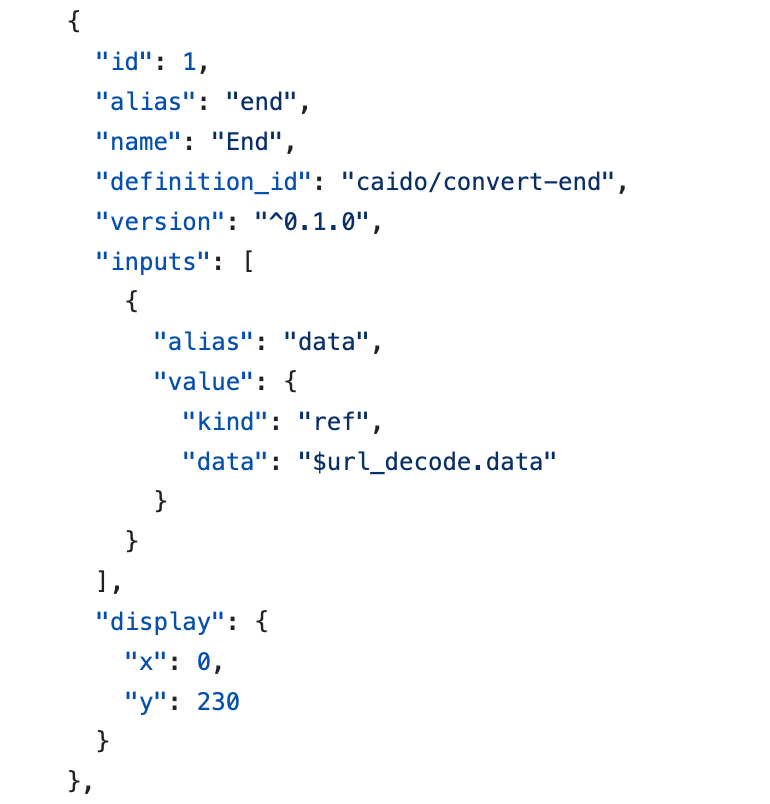 {
  "id": 1,
  "alias": "end",
  "name": "End",
  "definition_id": "caido/convert-end",
  "version": "^0.1.0",
  "inputs": [
    {
      "alias": "data",
      "value": {
        "kind": "ref",
        "data": "$url_decode.data"
      }
    }
  ],
  "display": {
    "x": 0,
    "y": 230
  }
},